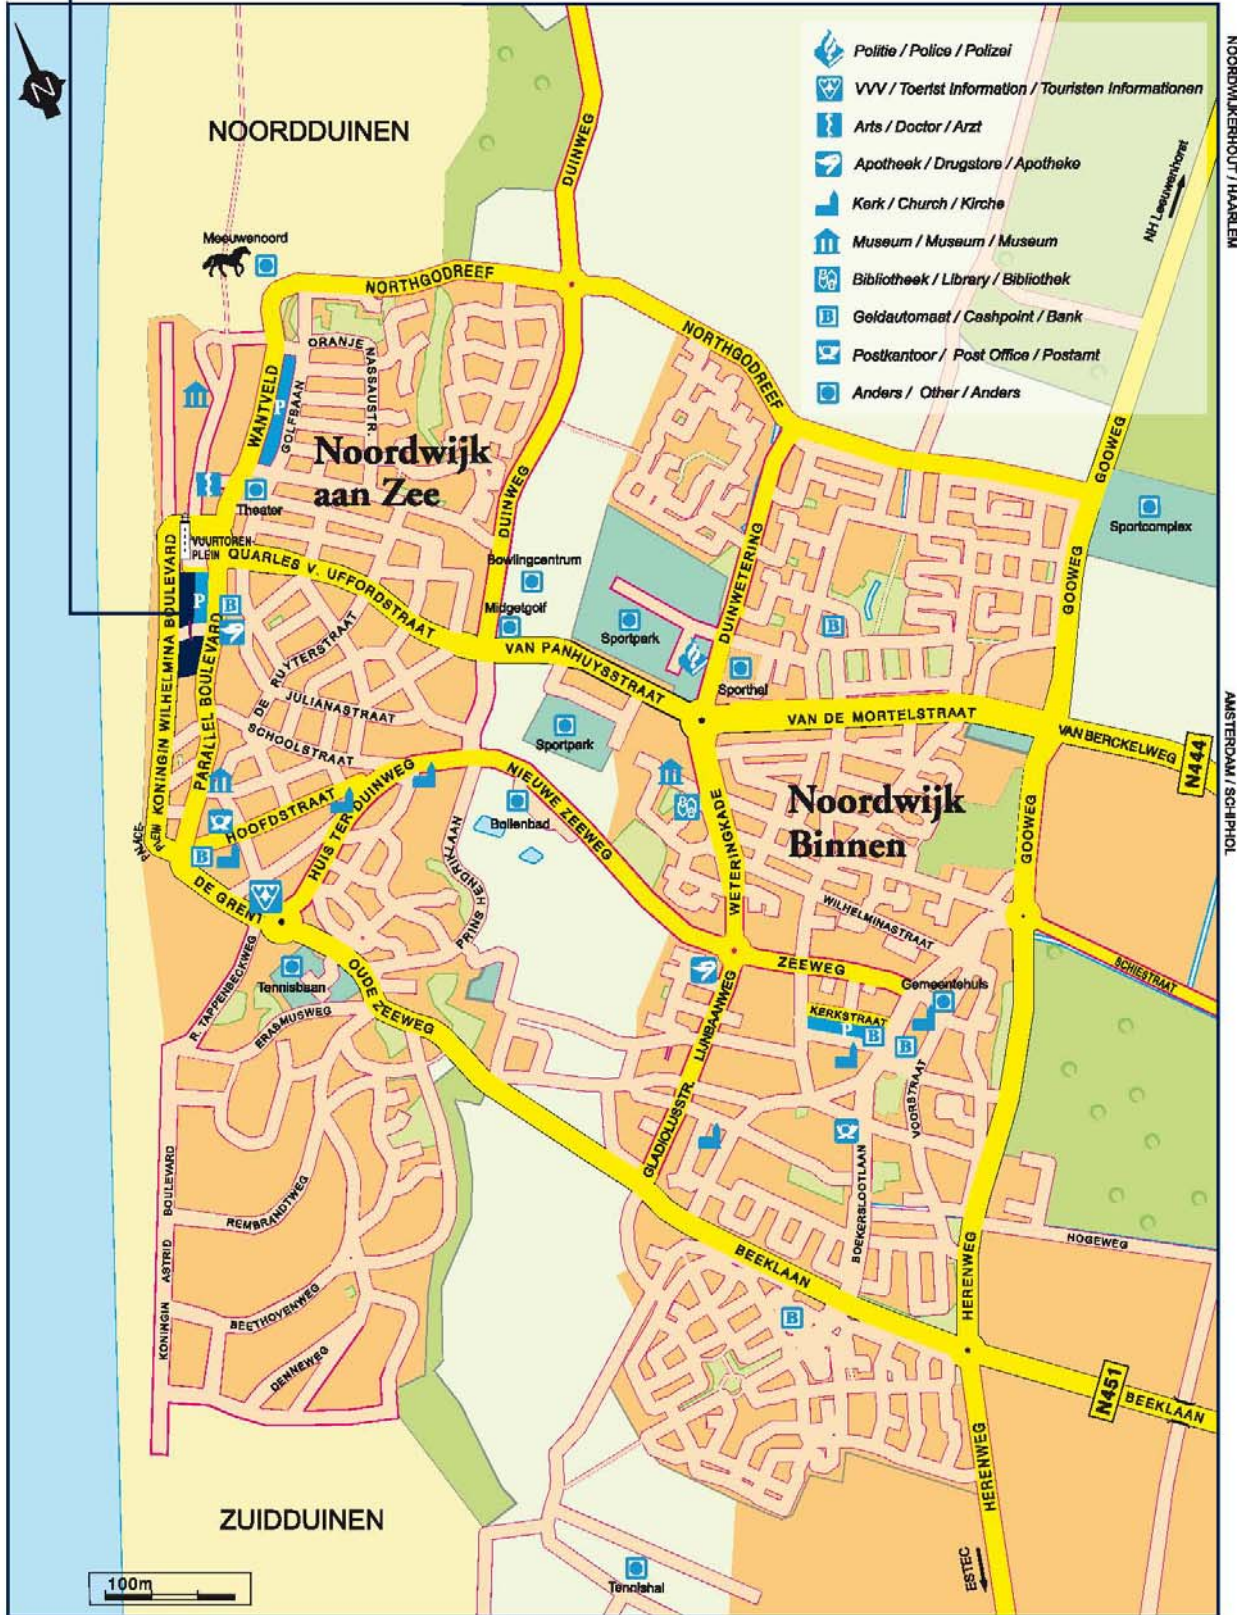 NOORDDUINEN
N
Politie / Police / Polizei
VVV / Toerist Information / Touristen Informationen
Arts / Doctor / Arzt
Apotheek / Drugstore / Apotheke
Kerk / Church / Kirche
Museum / Museum / Museum
Bibliotheek / Library / Bibliothek
B Geldautomaat / Cashpoint / Bank
Postkantoor / Post Office / Postamt
Anders / Other / Anders
NOORDWIJKERHOUT / HAARLEM
NH Leeuwenhorst
DUINWEG
Meeuwenoord
NORTHGODREEF
NORTHGODREEF
ORANJE
NASSAUSTR.
GOLFBAAN
P
WANTVELD
Noordwijk
aan Zee
Theater
DUINWEG
GOOWEG
Sportcomplex
VUURTOREN-
PLEIN
QUARLES V. UFFORDSTRAAT
Bowlingcentrum
Midgetgolf
DUINWETERING
GOOWEG
P
B
Sportpark
B
KONINGIN WILHELMINA BOULEVARD
PARALLEL BOULEVARD
DE RUYTERSTRAAT
VAN PANHUYSSTRAAT
Sporthal
JULIANASTRAAT
SCHOOLSTRAAT
Sportpark
VAN DE MORTELSTRAAT
VAN BERCKELWEG
N444
AMSTERDAM / SCHIPHOL
HOOFDSTRAAT
HUIS TER DUINWEG
NIEUWE ZEEWEG
Bollenbad
Noordwijk
Binnen
GOOWEG
PALACE-
PLEIN
B
DE GRENT
PRINS HENDRIKLAAN
WETERINGKADE
WILHELMINASTRAAT
R. TAPPENBECKWEG
Tennisbaan
OUDE ZEEWEG
ZEEWEG
SCHIESTRAAT
Gemeentehuis
ERASMUSWEG
KERKSTRAAT
P
B
B
LIJNBAANWEG
GLADIOLUSSTR.
VOORSTRAAT
BOEKERSLOOTLAAN
KONINGIN ASTRID BOULEVARD
REMBRANDTWEG
HOGEWEG
BEEKLAAN
HERENWEG
BEETHOVENWEG
B
DENNEWEG
N451
BEEKLAAN
HERENWEG
ZUIDDUINEN
ESTEC
Tennishal
100m